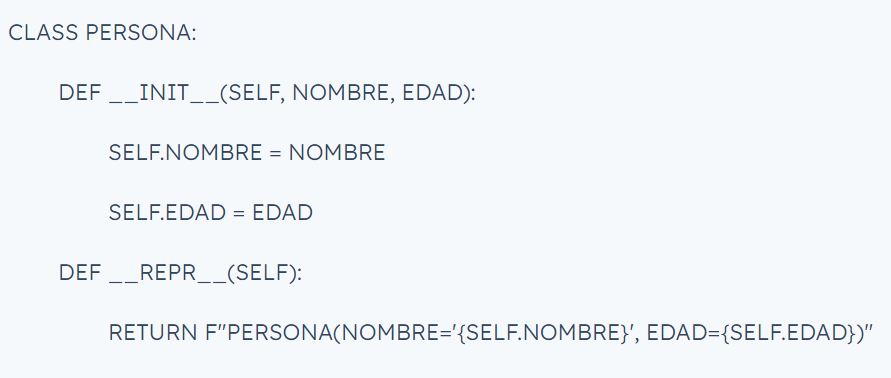 CLASS PERSONA:
DEF __INIT__(SELF, NOMBRE, EDAD):
SELF.NOMBRE = NOMBRE
SELF.EDAD = EDAD
DEF __REPR__(SELF):
RETURN F"PERSONA(NOMBRE='{SELF.NOMBRE}', EDAD={SELF.EDAD})"